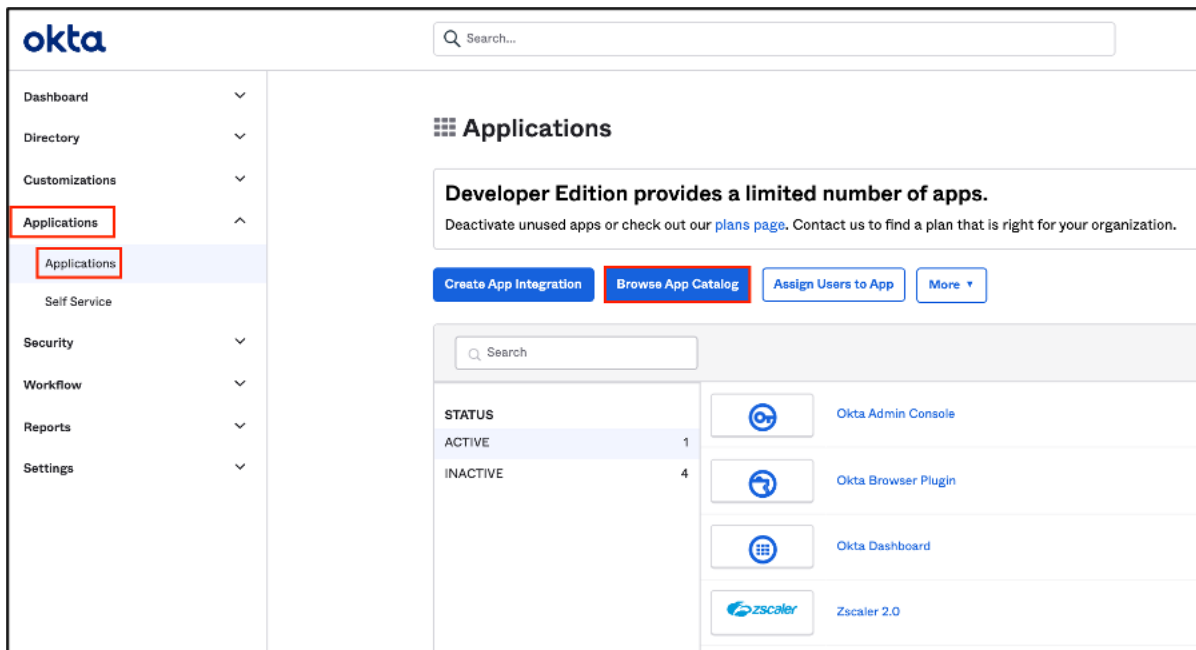 okta
Search...
Dashboard
Directory
Customizations
Applications
Applications
Self Service
Security
Workflow
Reports
Settings
Applications
Developer Edition provides a limited number of apps.
Deactivate unused apps or check out our plans page. Contact us to find a plan that is right for your organization.
Create App Integration Browse App Catalog Assign Users to App More
Search
STATUS
ACTIVE 1
INACTIVE 4
Okta Admin Console
Okta Browser Plugin
Okta Dashboard
zscaler Zscaler 2.0